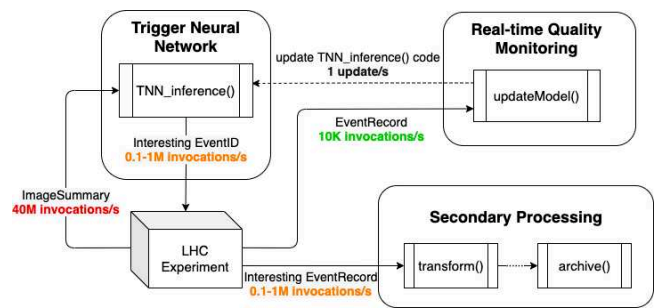 Trigger Neural
Network
TNN_inference()
Interesting EventID
0.1-1M invocations/s
update TNN_inference() code
1 update/s
Real-time Quality
Monitoring
updateModel()
EventRecord
10K invocations/s
ImageSummary
40M invocations/s
LHC
Experiment
Interesting EventRecord
0.1-1M invocations/s
Secondary Processing
transform()
archive()